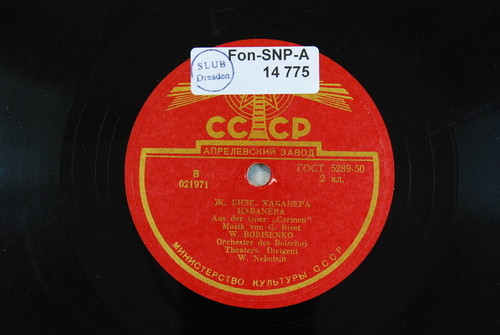 Fon-SNP-A
14 775
SLUB
Dresden
СССР
АПРЕЛЕВСКИЙ ЗАВОД
В
021971
ГОСТ 5289-50
2 кл.
Ж. БИЗЕ. ХАБАНЕРА
HABANERA
Aus der Oper „Carmen"
Musik von G. Bizet
W. BORISENKO
Orchester des Bolschoj
Theaters. Dirigent
W. Nebolsin
МИНИСТЕРСТВО КУЛЬТУРЫ СССР